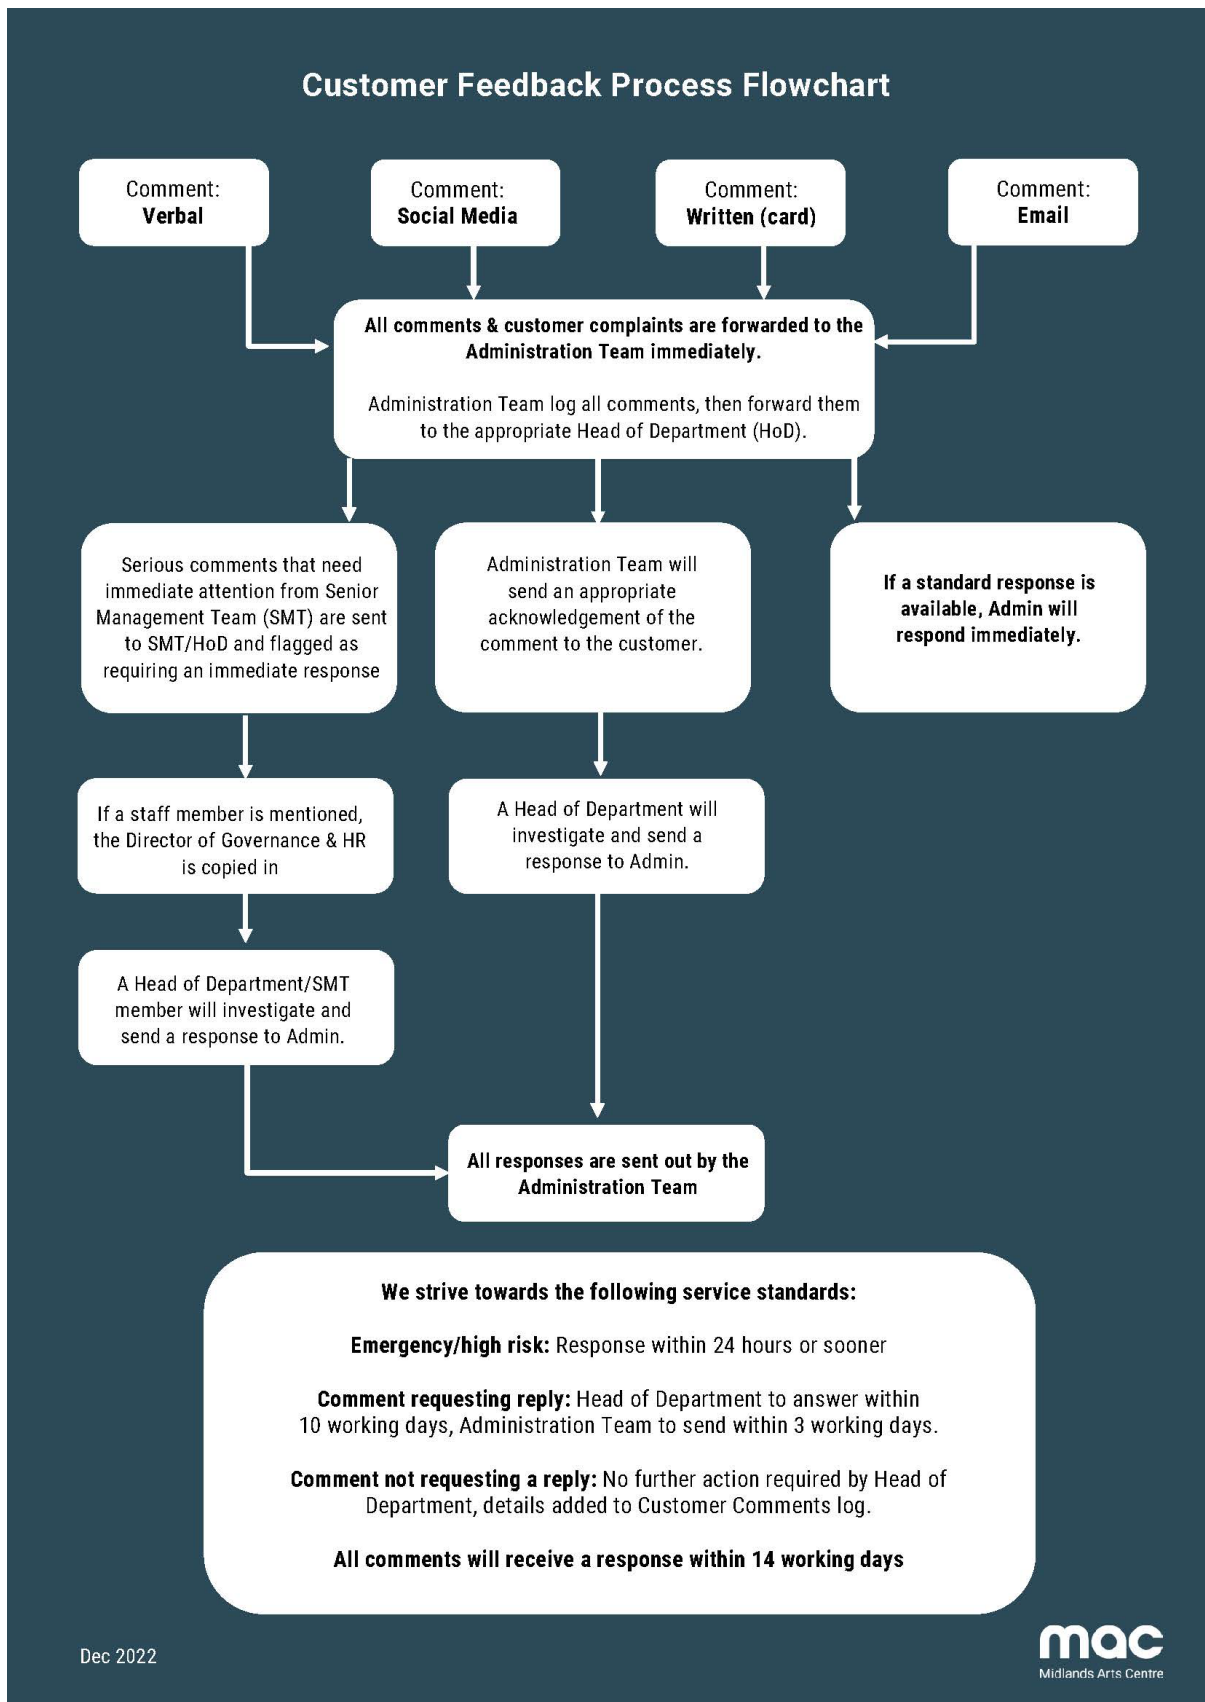 Customer Feedback Process Flowchart
Comment:
Verbal
Comment:
Social Media
Comment:
Written (card)
Comment:
Email
All comments & customer complaints are forwarded to the
Administration Team immediately.
Administration Team log all comments, then forward them
to the appropriate Head of Department (HoD).
Serious comments that need
immediate attention from Senior
Management Team (SMT) are sent
to SMT/HoD and flagged as
requiring an immediate response
Administration Team will
send an appropriate
acknowledgement of the
comment to the customer.
If a standard response is
available, Admin will
respond immediately.
If a staff member is mentioned,
the Director of Governance & HR
is copied in
A Head of Department will
investigate and send a
response to Admin.
A Head of Department/SMT
member will investigate and
send a response to Admin.
All responses are sent out by the
Administration Team
We strive towards the following service standards:
Emergency/high risk: Response within 24 hours or sooner
Comment requesting reply: Head of Department to answer within
10 working days, Administration Team to send within 3 working days.
Comment not requesting a reply: No further action required by Head of
Department, details added to Customer Comments log.
All comments will receive a response within 14 working days
Dec 2022
mac
Midlands Arts Centre